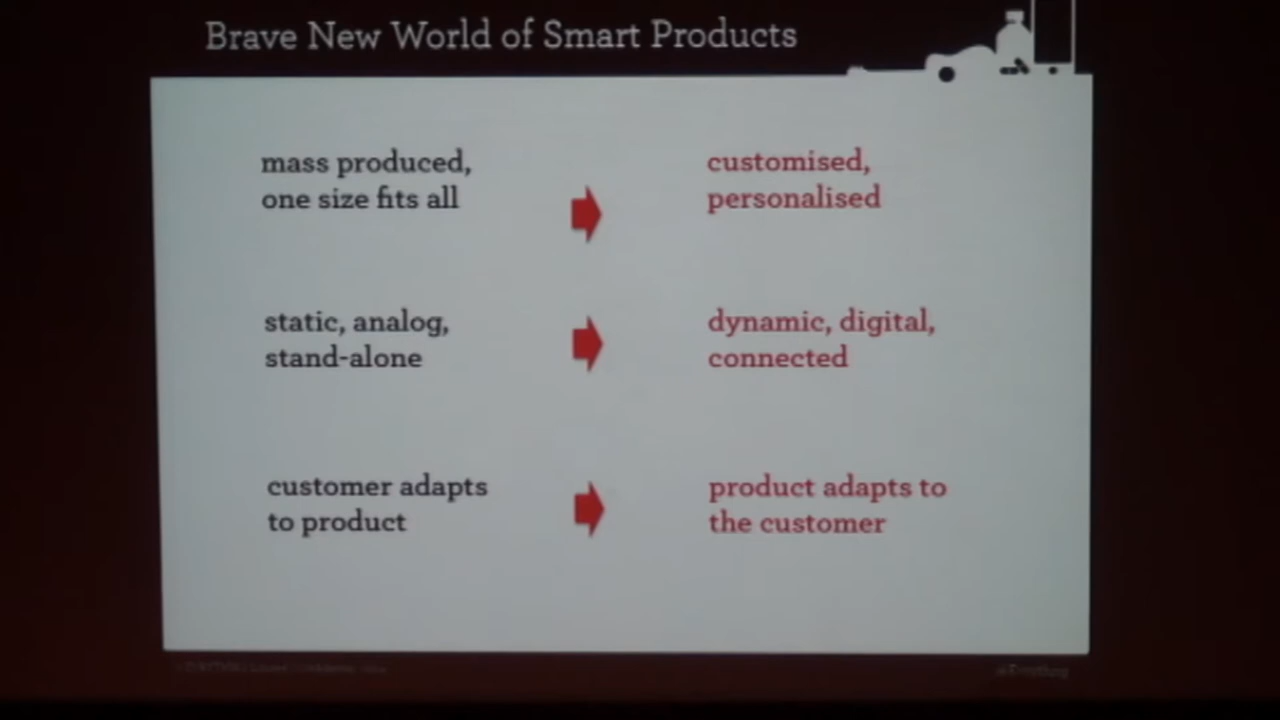 Brave New World of Smart Products
mass produced,
one size fits all
customised,
personalised
static, analog,
stand-alone
dynamic, digital,
connected
customer adapts
to product
product adapts to
the customer